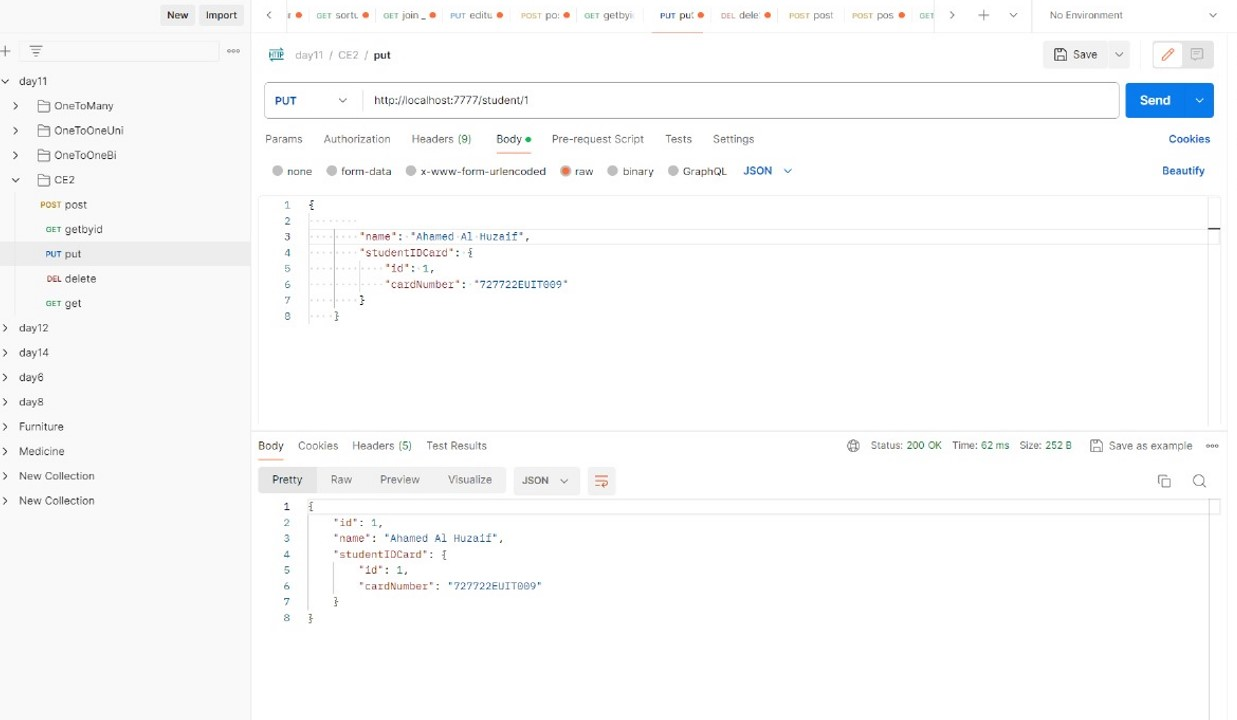 New Import
GET sortu GET join_ PUT editu POST po: GET getbyi PUT put DEL dele POST post POST pos GET No Environment
day11 / CE2 / put Save
day11
OneToMany
OneToOneUni
OneToOneBi
CE2
POST post
GET getbyid
PUT put
DEL delete
GET get
day12
day14
day6
day8
Furniture
Medicine
New Collection
New Collection
PUT http://localhost:7777/student/1 Send
Params Authorization Headers (9) Body Pre-request Script Tests Settings Cookies
none form-data x-www-form-urlencoded raw binary GraphQL JSON Beautify
1 {
2
3 "name": "Ahamed Al Huzaif",
4 "studentIDCard": {
5 "id": 1,
6 "cardNumber": "727722EUIT009"
7 }
8 }
Body Cookies Headers (5) Test Results Status: 200 OK Time: 62 ms Size: 252 B Save as example
Pretty Raw Preview Visualize JSON
1 {
2 "id": 1,
3 "name": "Ahamed Al Huzaif",
4 "studentIDCard": {
5 "id": 1,
6 "cardNumber": "727722EUIT009"
7 }
8 }